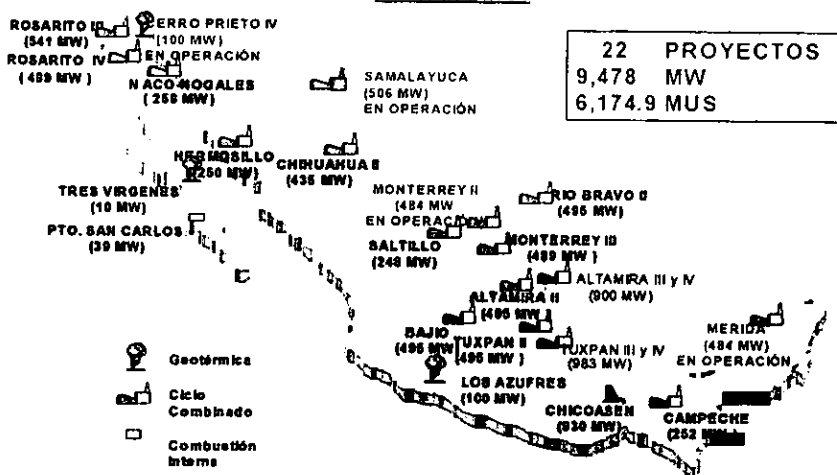 22 PROYECTOS
9,478 MW
6,174.9 MUS
ROSARITO III
(541 MW)
ERRO PRIETO IV
(100 MW)
EN OPERACIÓN
ROSARITO IV
(489 MW)
NACO-NOGALES
(258 MW)
SAMALAYUCA
(506 MW)
EN OPERACIÓN
HERMOSILLO
(250 MW)
CHIHUAHUA II
(435 MW)
TRES VIRGENES
(10 MW)
PTO. SAN CARLOS
(39 MW)
MONTERREY II
(484 MW
EN OPERACIÓN
RIO BRAVO II
(495 MW)
SALTILLO
(248 MW)
MONTERREY III
(489 MW)
ALTAMIRA II
(495 MW)
ALTAMIRA III y IV
(900 MW)
BAJIO
(495 MW
TUXPAN II
(495 MW)
TUXPAN III y IV
(983 MW)
MERIDA
(484 MW)
EN OPERACIÓN
LOS AZUFRES
(100 MW)
CHICOASEN
(930 MW)
CAMPECHE
(252 MW)
Geotérmica
Ciclo
Combinado
Combustión
Interna